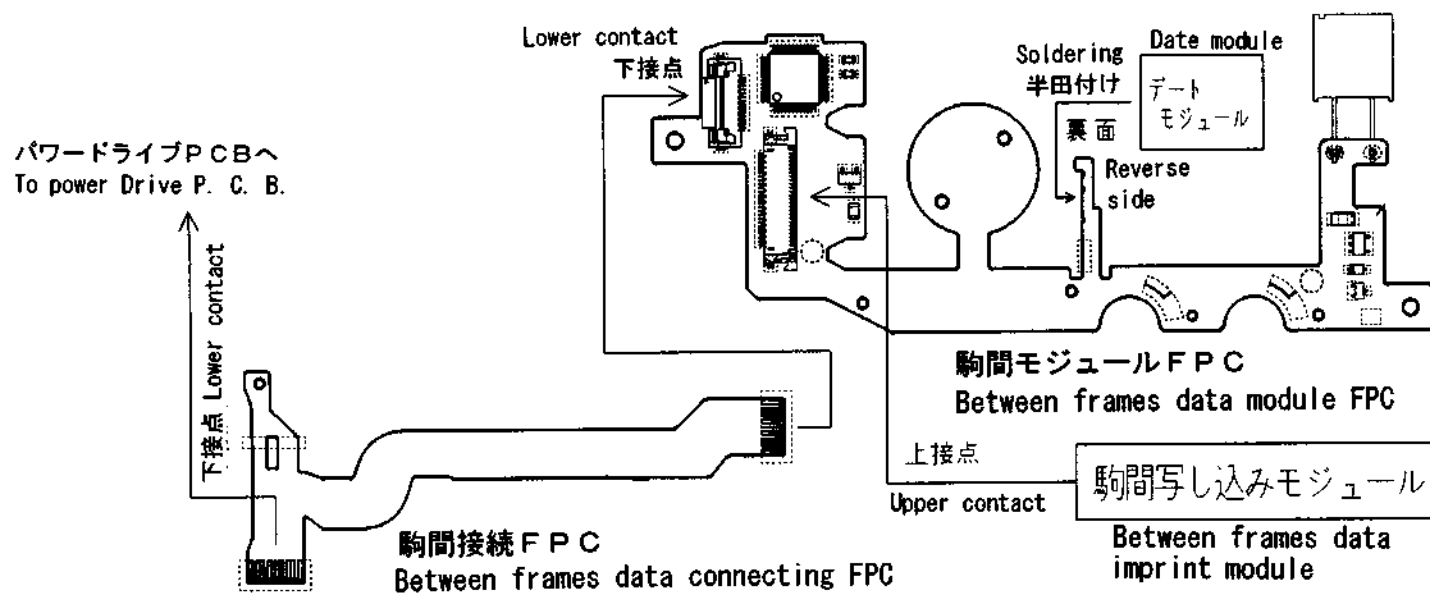 Lower contact
下接点
Soldering
半田付け
Date module
デート
モジュール
裏面
Reverse
side
パワードライブPCBへ
To power Drive P. C. B.
下接点 Lower contact
駒間モジュールFPC
Between frames data module FPC
上接点
Upper contact
駒間写し込みモジュール
Between frames data
imprint module
駒間接続FPC
Between frames data connecting FPC